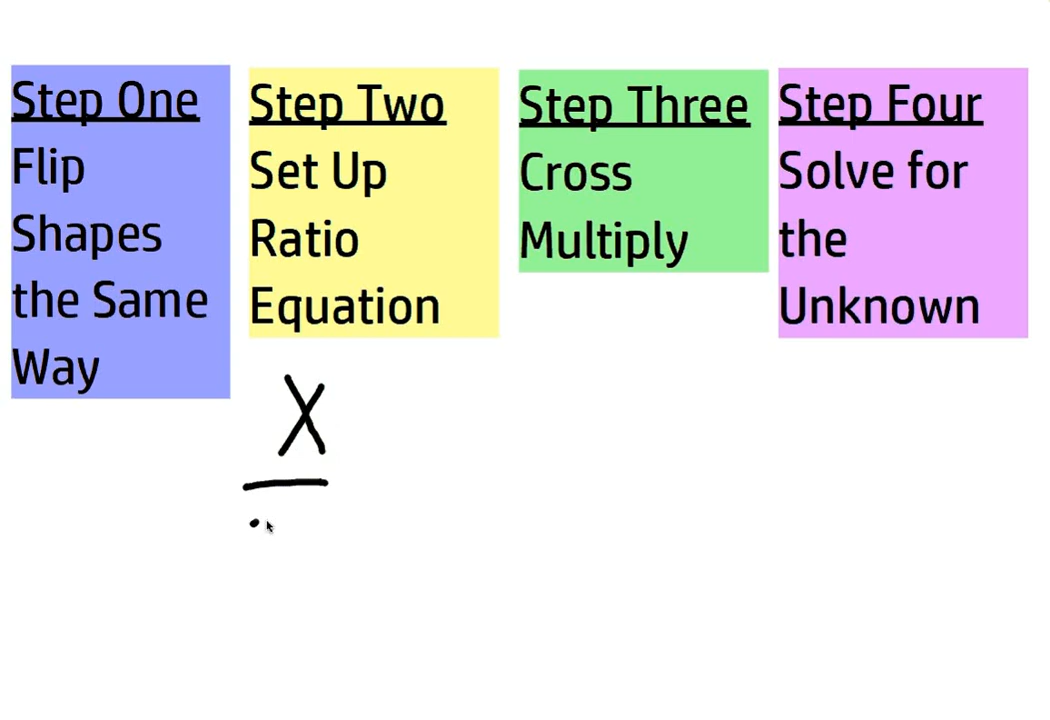 Step One
Flip
Shapes
the Same
Way
Step Two
Set Up
Ratio
Equation
X
Step Three
Cross
Multiply
Step Four
Solve for
the
Unknown